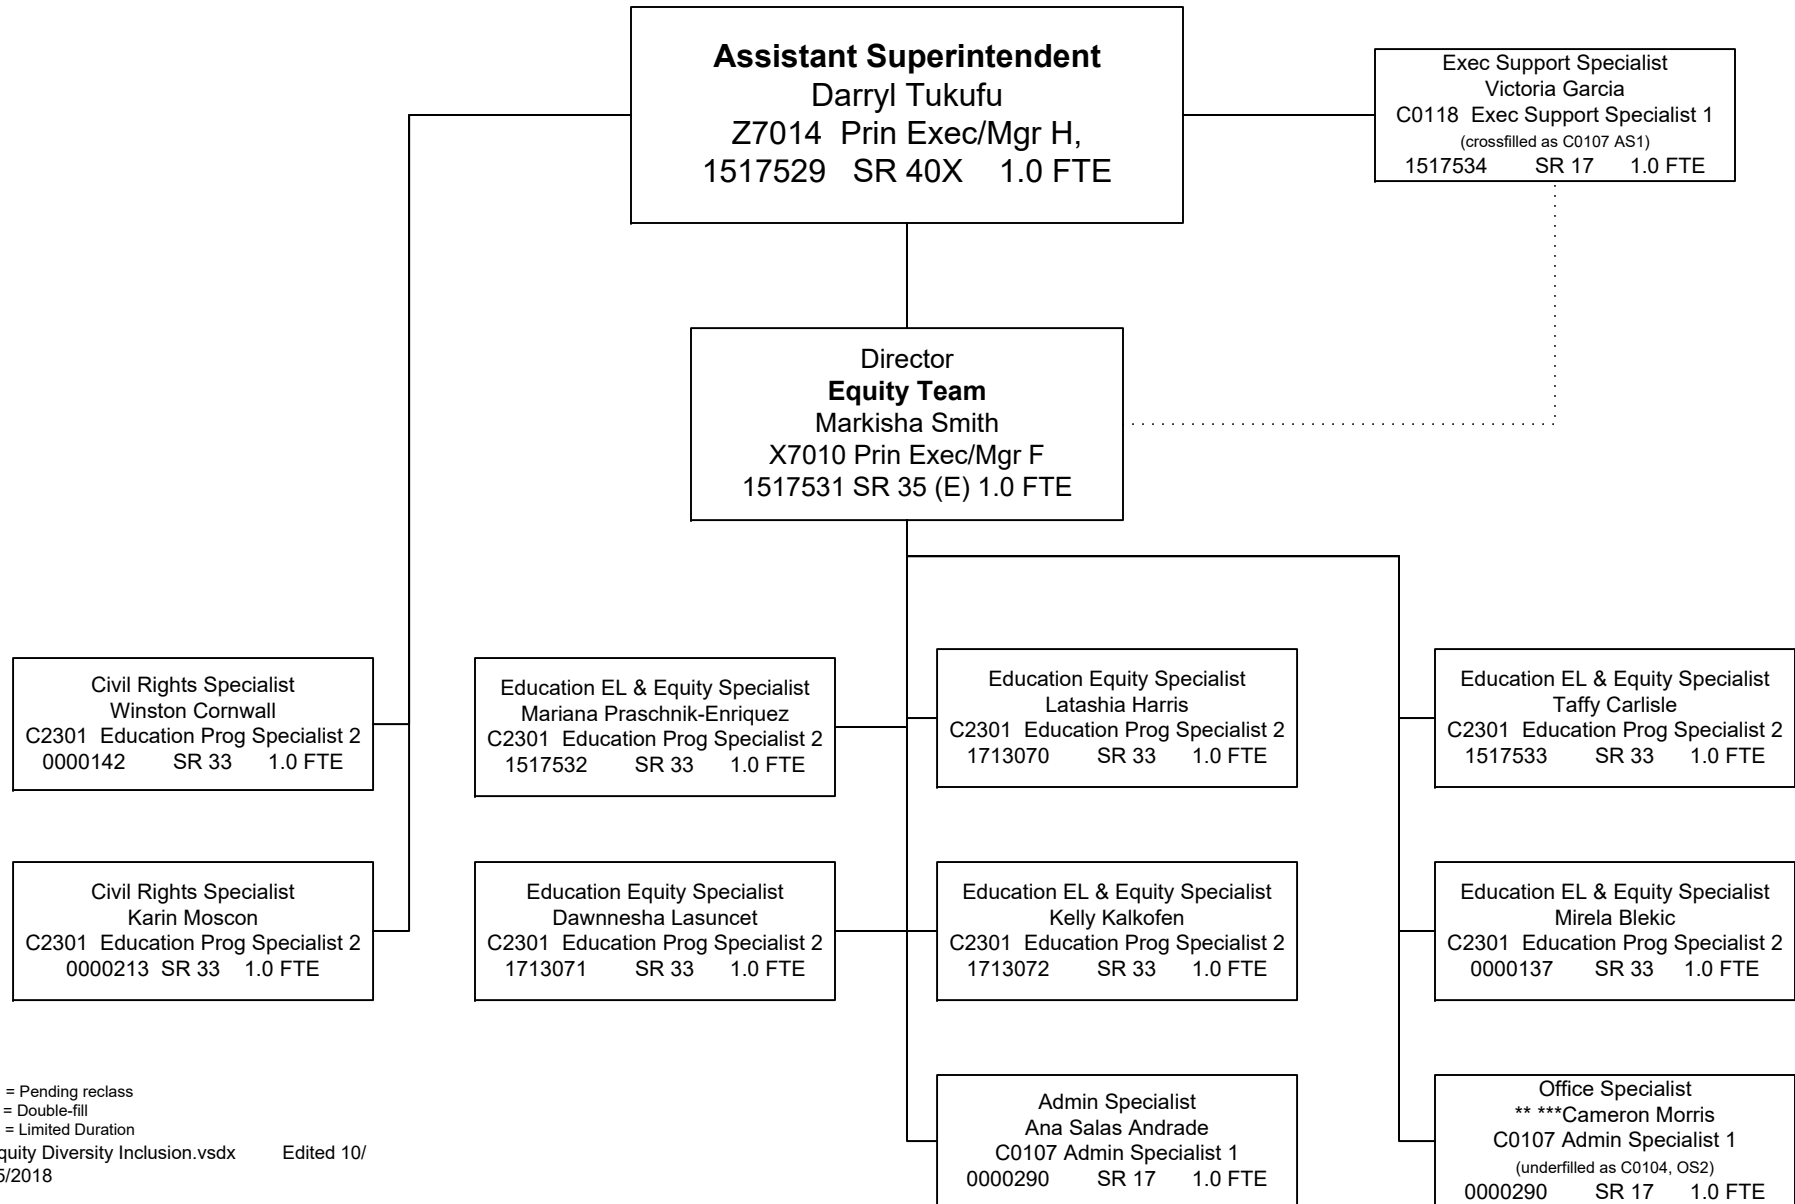 Assistant Superintendent
Darryl Tukufu
Z7014 Prin Exec/Mgr H,
1517529 SR 40X 1.0 FTE
Exec Support Specialist
Victoria Garcia
C0118 Exec Support Specialist 1
(crossfilled as C0107 AS1)
1517534 SR 17 1.0 FTE
Director
Equity Team
Markisha Smith
X7010 Prin Exec/Mgr F
1517531 SR 35 (E) 1.0 FTE
Civil Rights Specialist
Winston Cornwall
C2301 Education Prog Specialist 2
0000142 SR 33 1.0 FTE
Education EL & Equity Specialist
Mariana Praschnik-Enriquez
C2301 Education Prog Specialist 2
1517532 SR 33 1.0 FTE
Education Equity Specialist
Latashia Harris
C2301 Education Prog Specialist 2
1713070 SR 33 1.0 FTE
Education EL & Equity Specialist
Taffy Carlisle
C2301 Education Prog Specialist 2
1517533 SR 33 1.0 FTE
Civil Rights Specialist
Karin Moscon
C2301 Education Prog Specialist 2
0000213 SR 33 1.0 FTE
Education Equity Specialist
Dawnnesha Lasuncet
C2301 Education Prog Specialist 2
1713071 SR 33 1.0 FTE
Education EL & Equity Specialist
Kelly Kalkofen
C2301 Education Prog Specialist 2
1713072 SR 33 1.0 FTE
Education EL & Equity Specialist
Mirela Blekic
C2301 Education Prog Specialist 2
0000137 SR 33 1.0 FTE
Admin Specialist
Ana Salas Andrade
C0107 Admin Specialist 1
0000290 SR 17 1.0 FTE
Office Specialist
** ***Cameron Morris
C0107 Admin Specialist 1
(underfilled as C0104, OS2)
0000290 SR 17 1.0 FTE
= Pending reclass
= Double-fill
= Limited Duration
quity Diversity Inclusion.vsdx Edited 10/
5/2018